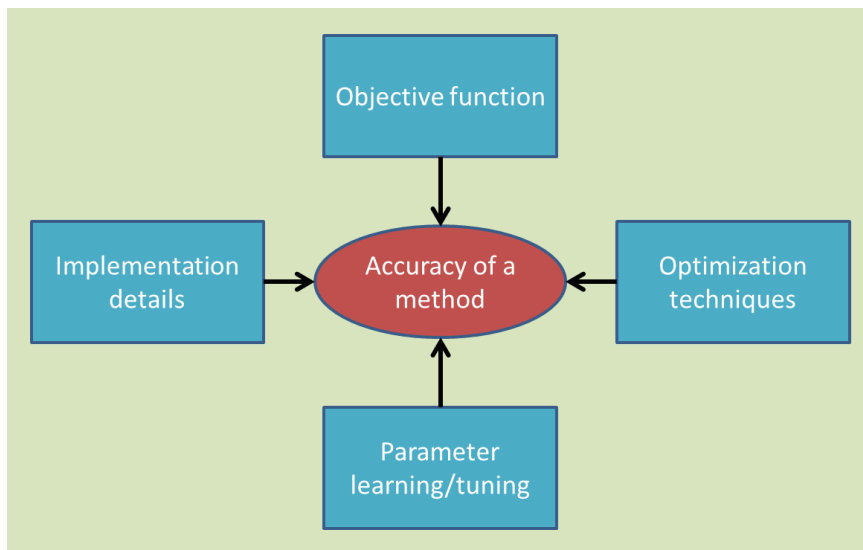 Objective function
Implementation
details
Accuracy of a
method
Optimization
techniques
Parameter
learning/tuning